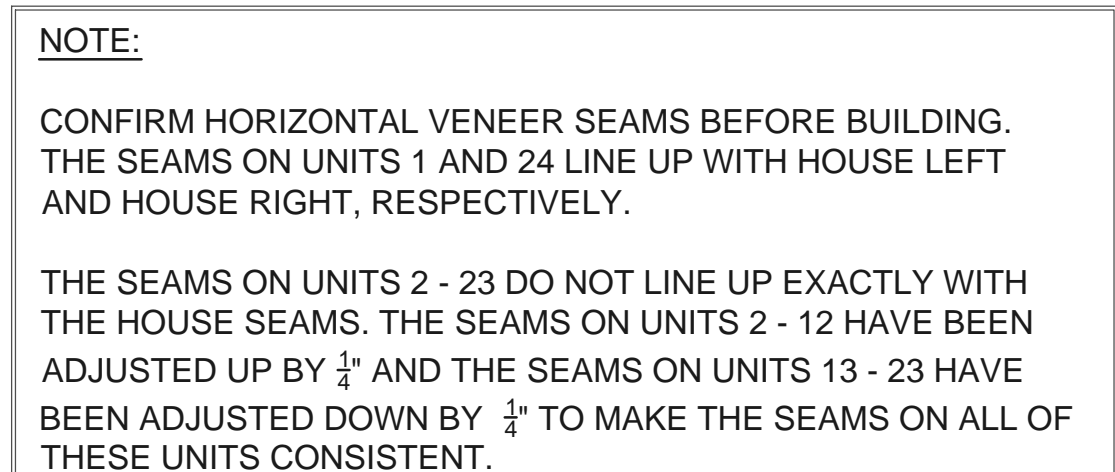 NOTE:
CONFIRM HORIZONTAL VENEER SEAMS BEFORE BUILDING.
THE SEAMS ON UNITS 1 AND 24 LINE UP WITH HOUSE LEFT
AND HOUSE RIGHT, RESPECTIVELY.
THE SEAMS ON UNITS 2 - 23 DO NOT LINE UP EXACTLY WITH
THE HOUSE SEAMS. THE SEAMS ON UNITS 2 - 12 HAVE BEEN
ADJUSTED UP BY 1/4" AND THE SEAMS ON UNITS 13 - 23 HAVE
BEEN ADJUSTED DOWN BY 1/4" TO MAKE THE SEAMS ON ALL OF
THESE UNITS CONSISTENT.